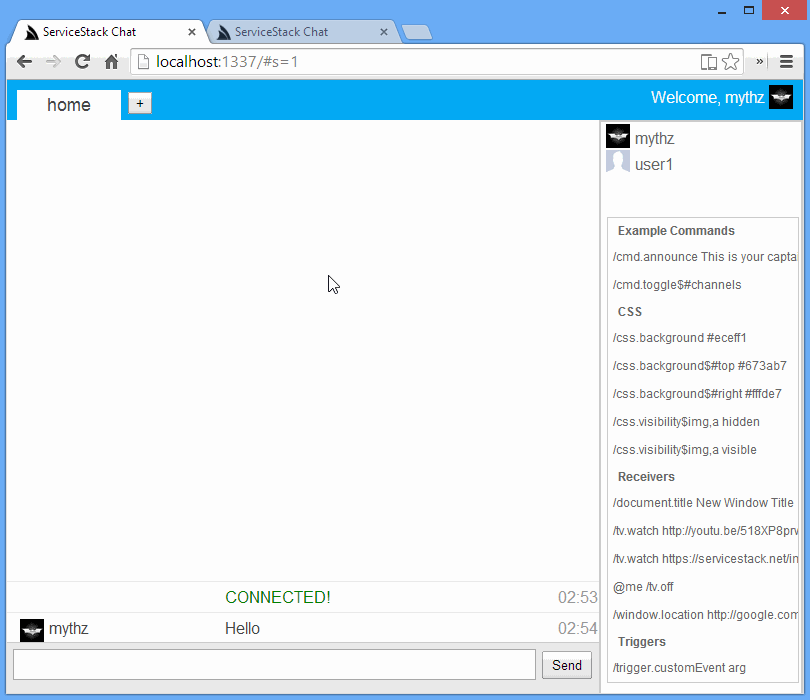 ServiceStack Chat
ServiceStack Chat
localhost:1337/#s=1
home
+
Welcome, mythz
mythz
user1
Example Commands
/cmd.announce This is your capta
/cmd.toggle$#channels
CSS
/css.background #eceff1
/css.background$#top #673ab7
/css.background$#right #fffde7
/css.visibility$img,a hidden
/css.visibility$img,a visible
Receivers
/document.title New Window Title
/tv.watch http://youtu.be/518XP8prw
/tv.watch https://servicestack.net/in
@me /tv.off
/window.location http://google.com
Triggers
/trigger.customEvent arg
CONNECTED! 02:53
mythz Hello 02:54
Send